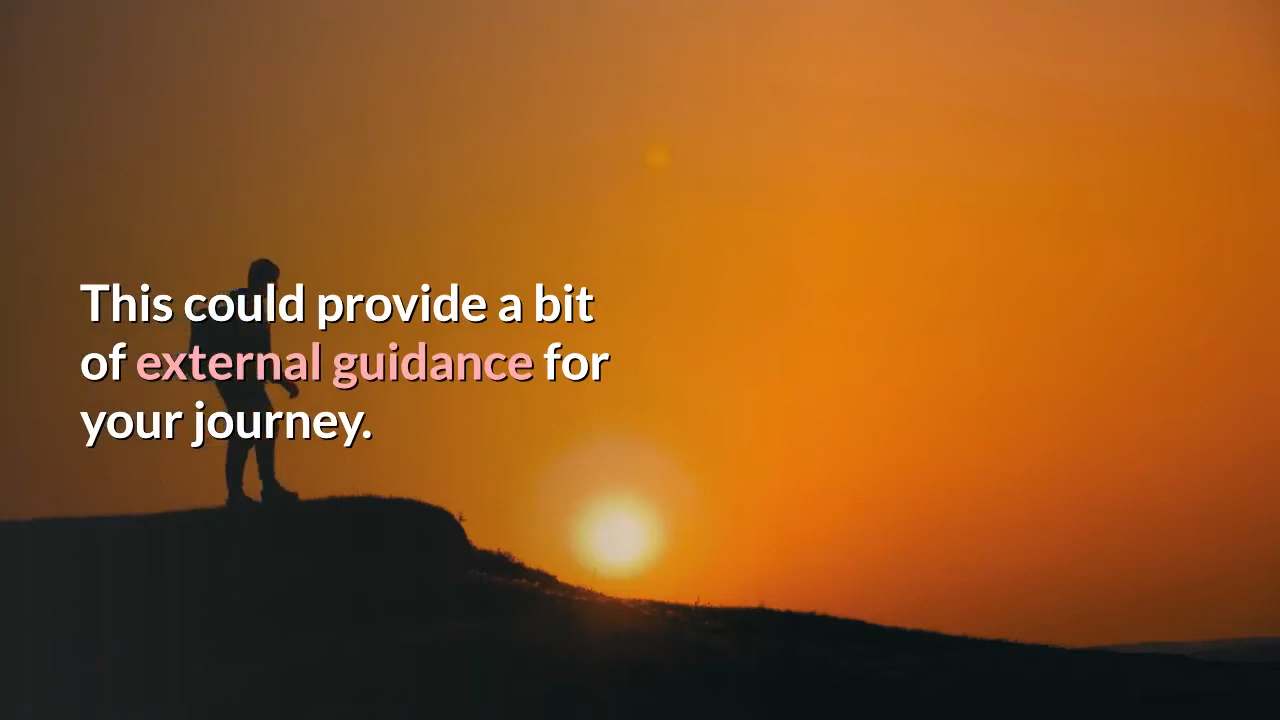 This could provide a bit
of external guidance for
your journey.